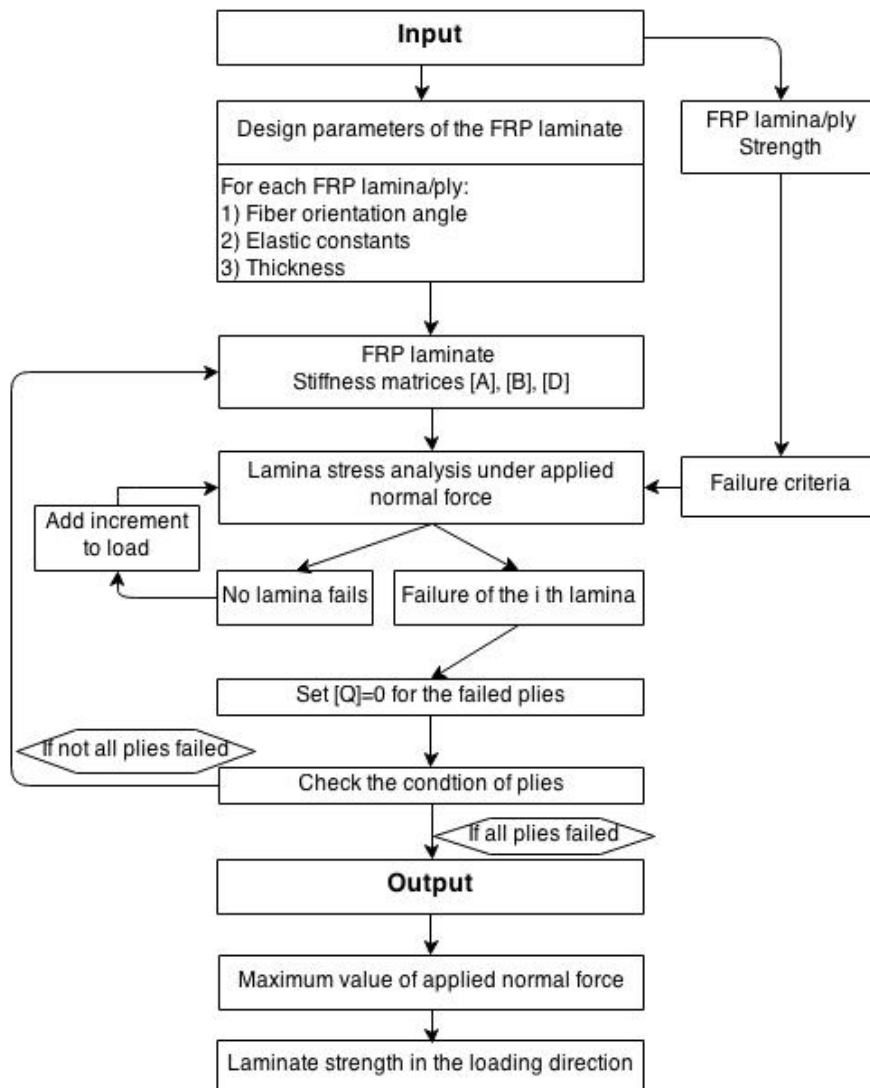 Input
Design parameters of the FRP laminate
FRP lamina/ply
Strength
For each FRP lamina/ply:
1) Fiber orientation angle
2) Elastic constants
3) Thickness
FRP laminate
Stiffness matrices [A], [B], [D]
Lamina stress analysis under applied
normal force
Failure criteria
Add increment
to load
No lamina fails
Failure of the i th lamina
Set [Q]=0 for the failed plies
If not all plies failed
Check the condtion of plies
If all plies failed
Output
Maximum value of applied normal force
Laminate strength in the loading direction